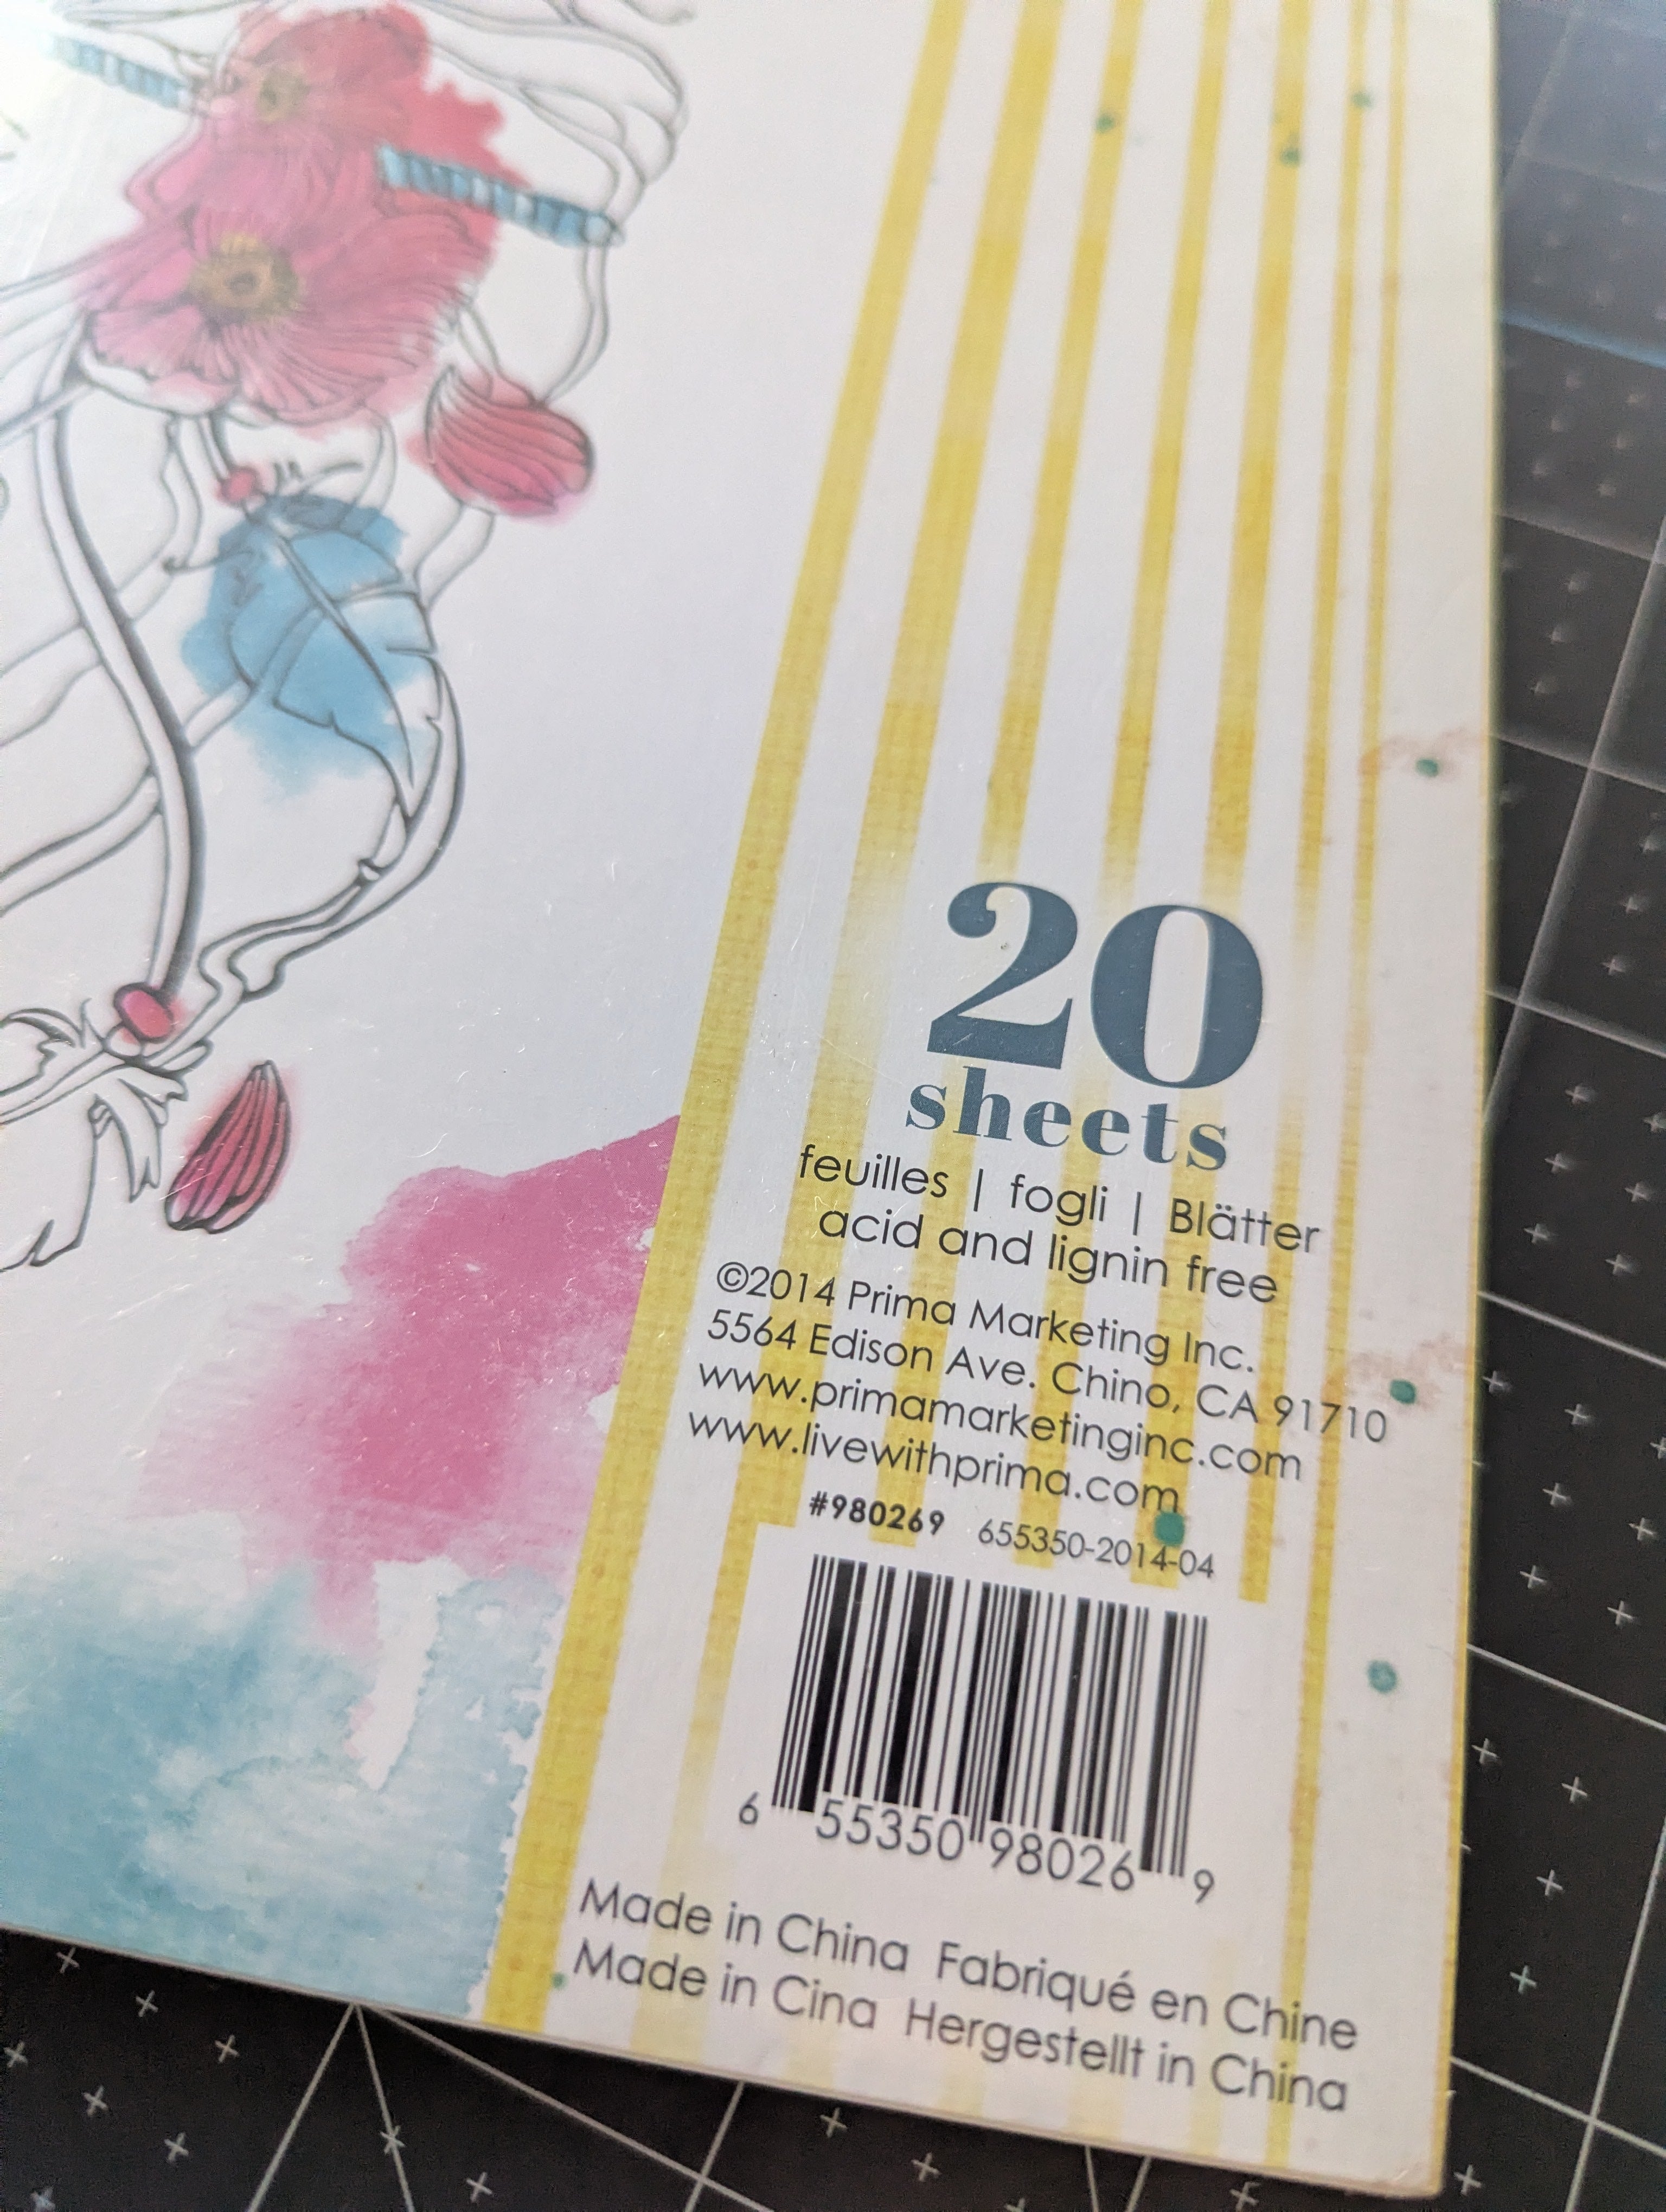 20
sheets
feuilles | fogli | Blätter
acid and lignin free
©2014 Prima Marketing Inc.
5564 Edison Ave. Chino, CA 91710
www.primamarketinginc.com
www.livewithprima.com
#980269 655350-2014-04
6 55350 98026 9
Made in China Fabriqué en Chine
Made in Cina Hergestellt in China